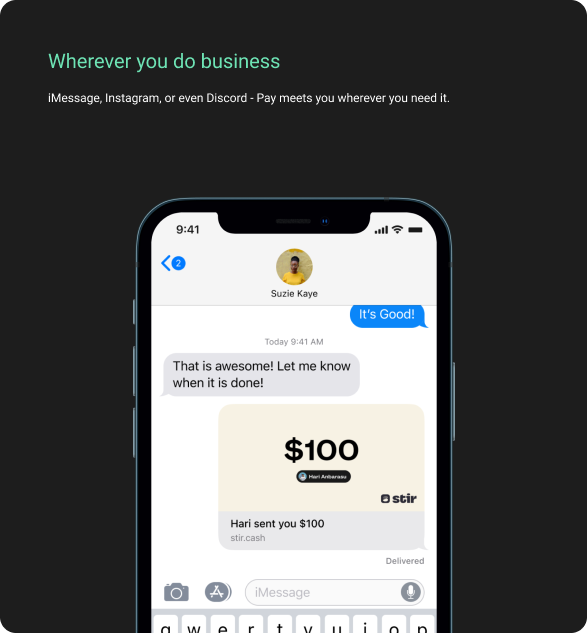 Wherever you do business
iMessage, Instagram, or even Discord - Pay meets you wherever you need it.
9:41
2
Suzie Kaye
It's Good!
Today 9:41 AM
That is awesome! Let me know
when it is done!
$100
Hari Anbarasu
stir
Hari sent you $100
stir.cash
Delivered
iMessage
q w e r t y u i o p